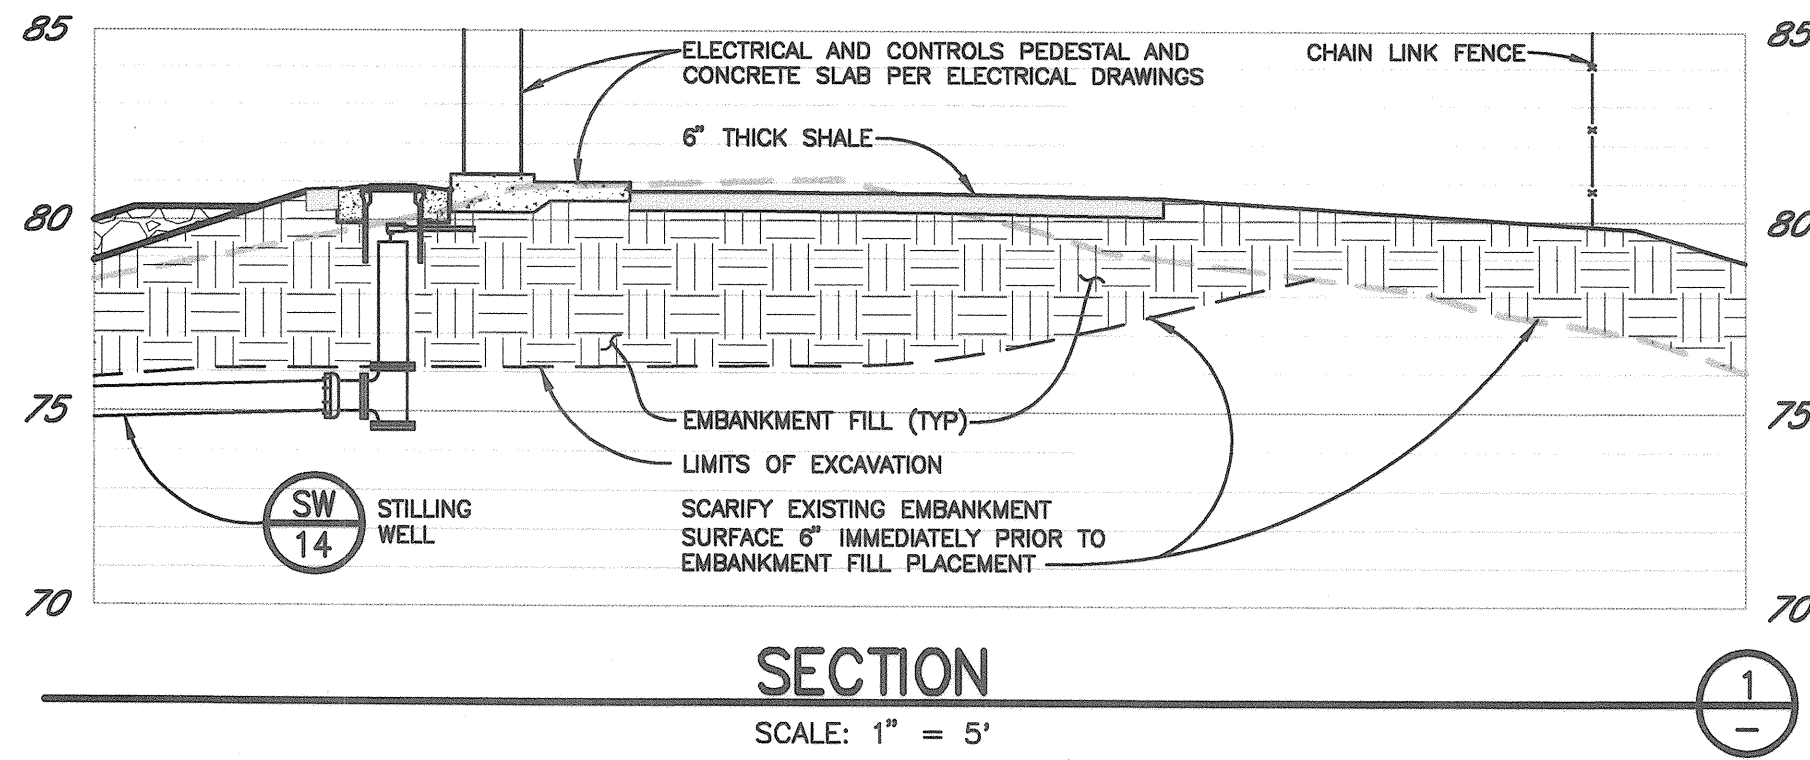 85
85
ELECTRICAL AND CONTROLS PEDESTAL AND
CONCRETE SLAB PER ELECTRICAL DRAWINGS
CHAIN LINK FENCE
6" THICK SHALE
80
80
75
75
EMBANKMENT FILL (TYP)
LIMITS OF EXCAVATION
SW
14
STILLING
WELL
SCARIFY EXISTING EMBANKMENT
SURFACE 6" IMMEDIATELY PRIOR TO
EMBANKMENT FILL PLACEMENT
70
70
SECTION
SCALE: 1" = 5'
1
–